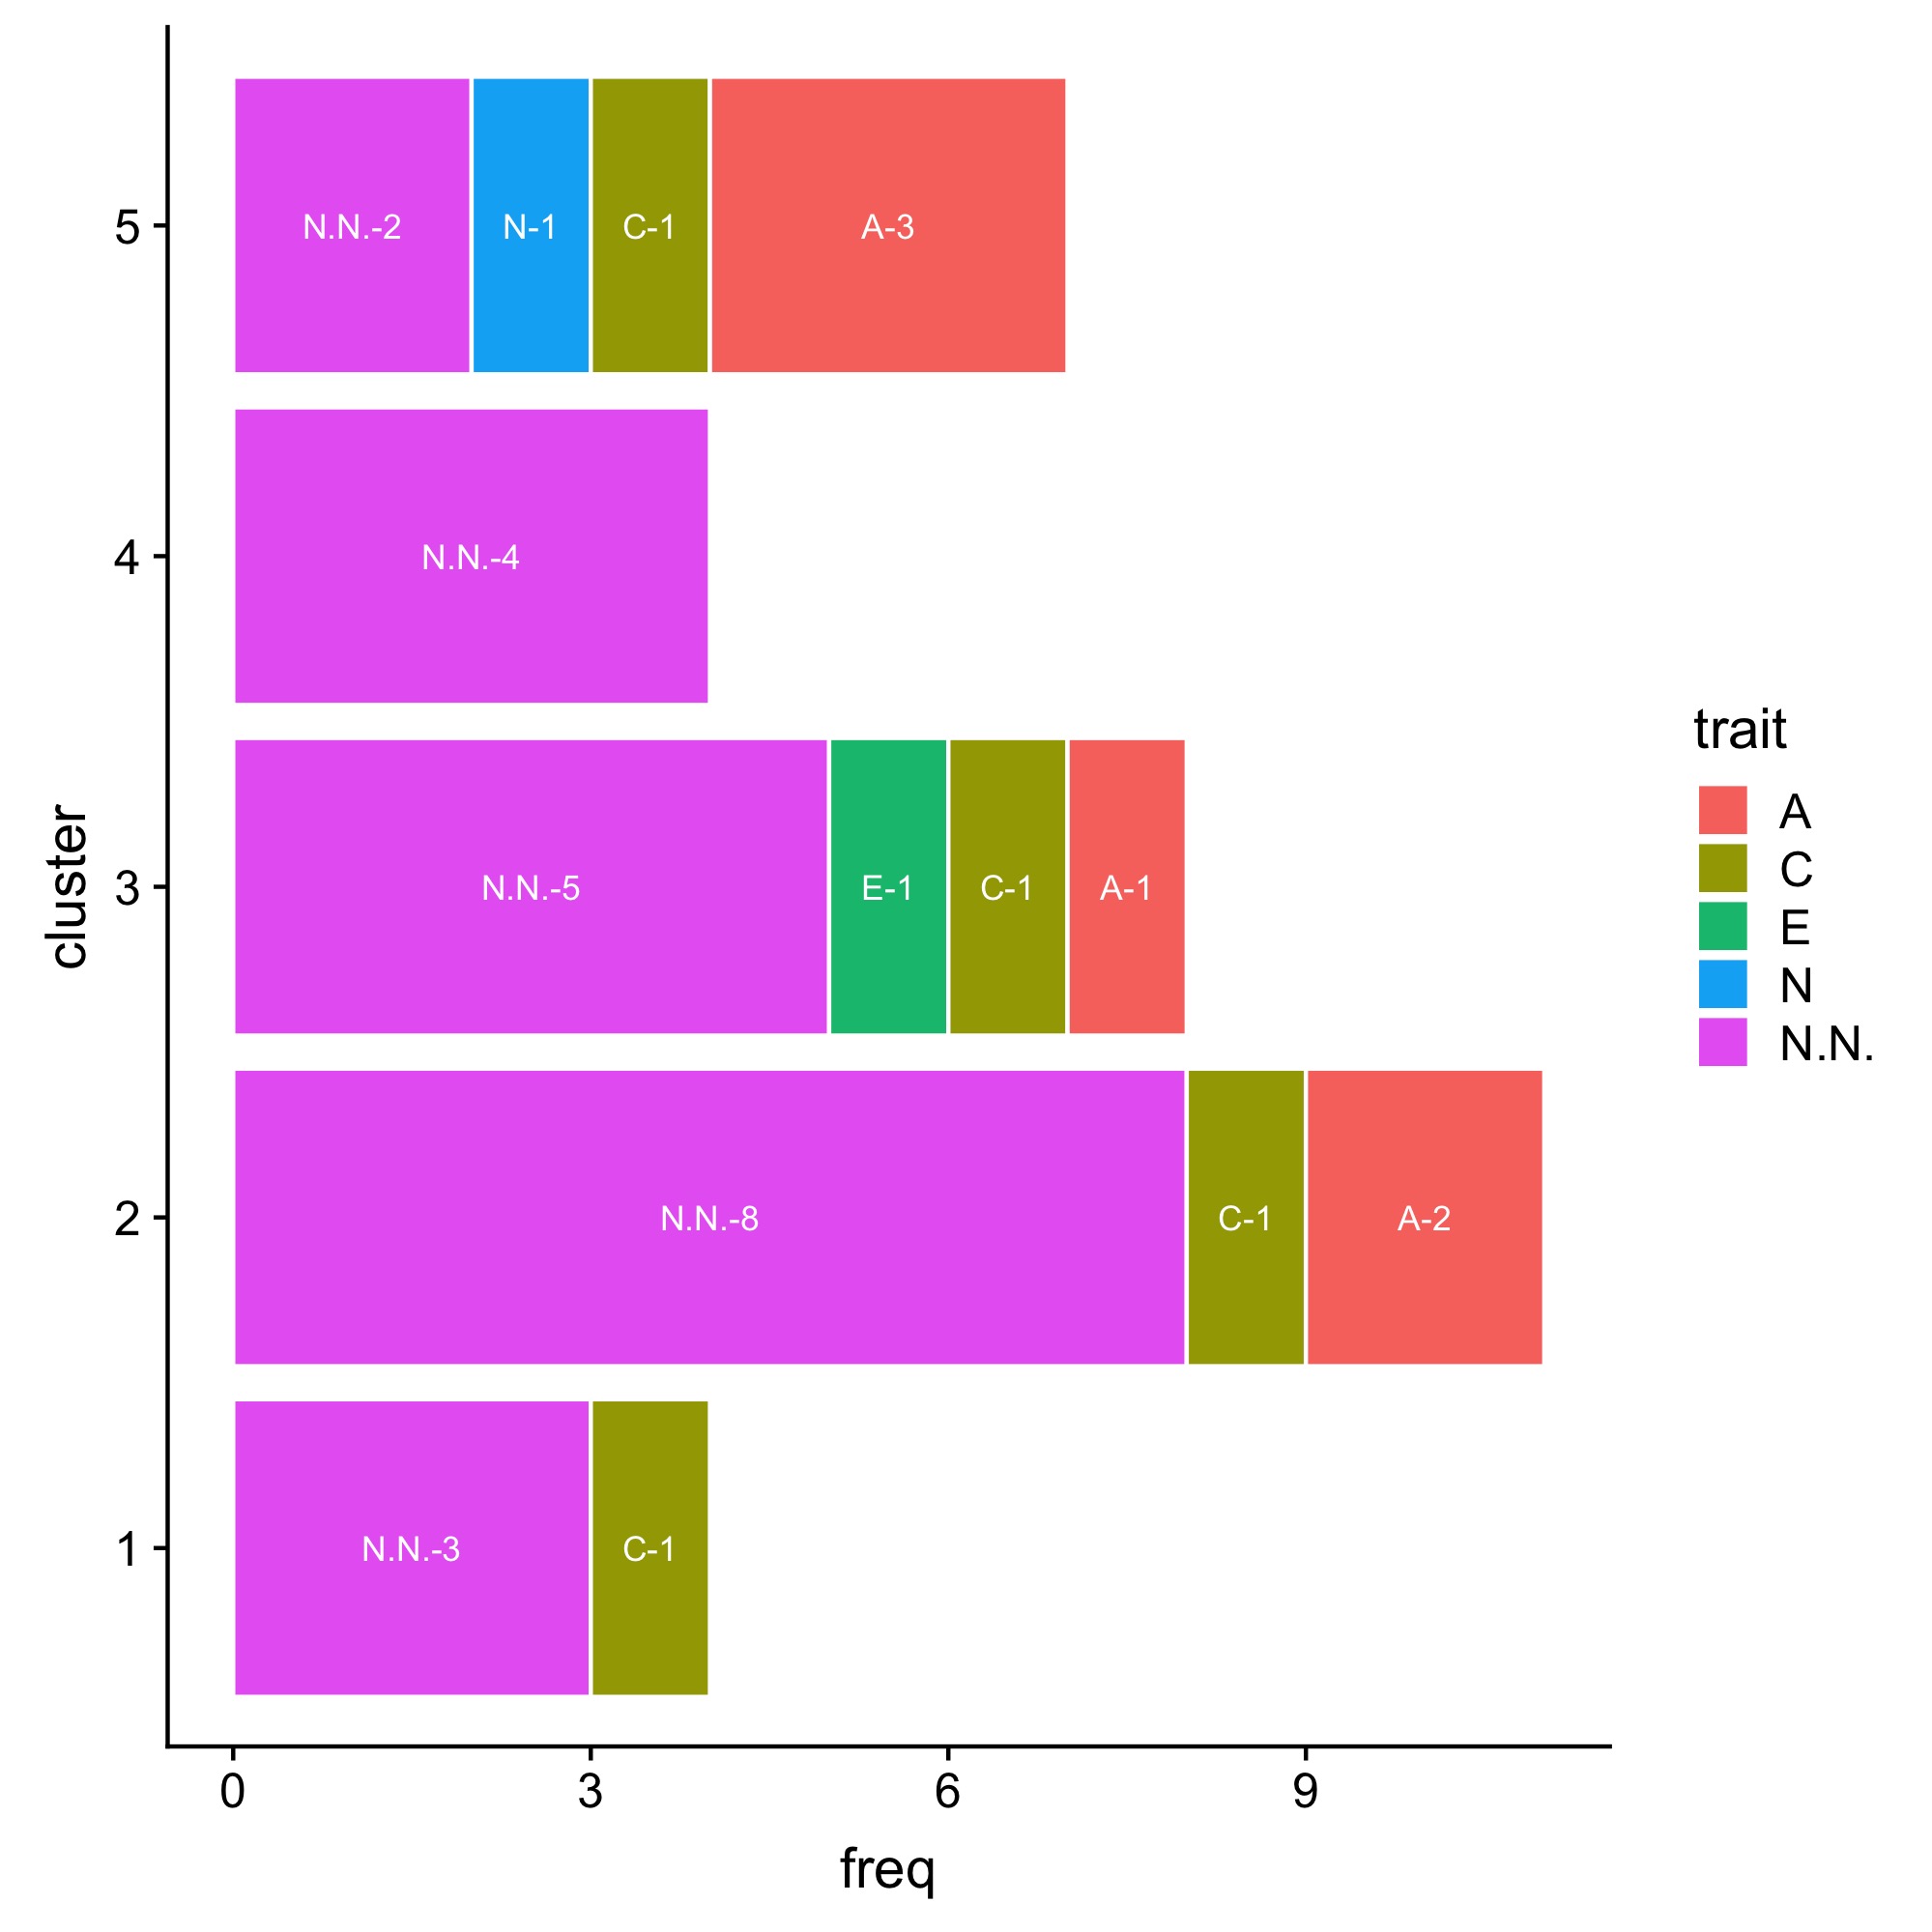 5
N.N.-2
N-1
C-1
A-3
4
N.N.-4
3
N.N.-5
E-1
C-1
A-1
2
N.N.-8
C-1
A-2
1
N.N.-3
C-1
cluster
0
3
6
9
freq
trait
A
C
E
N
N.N.